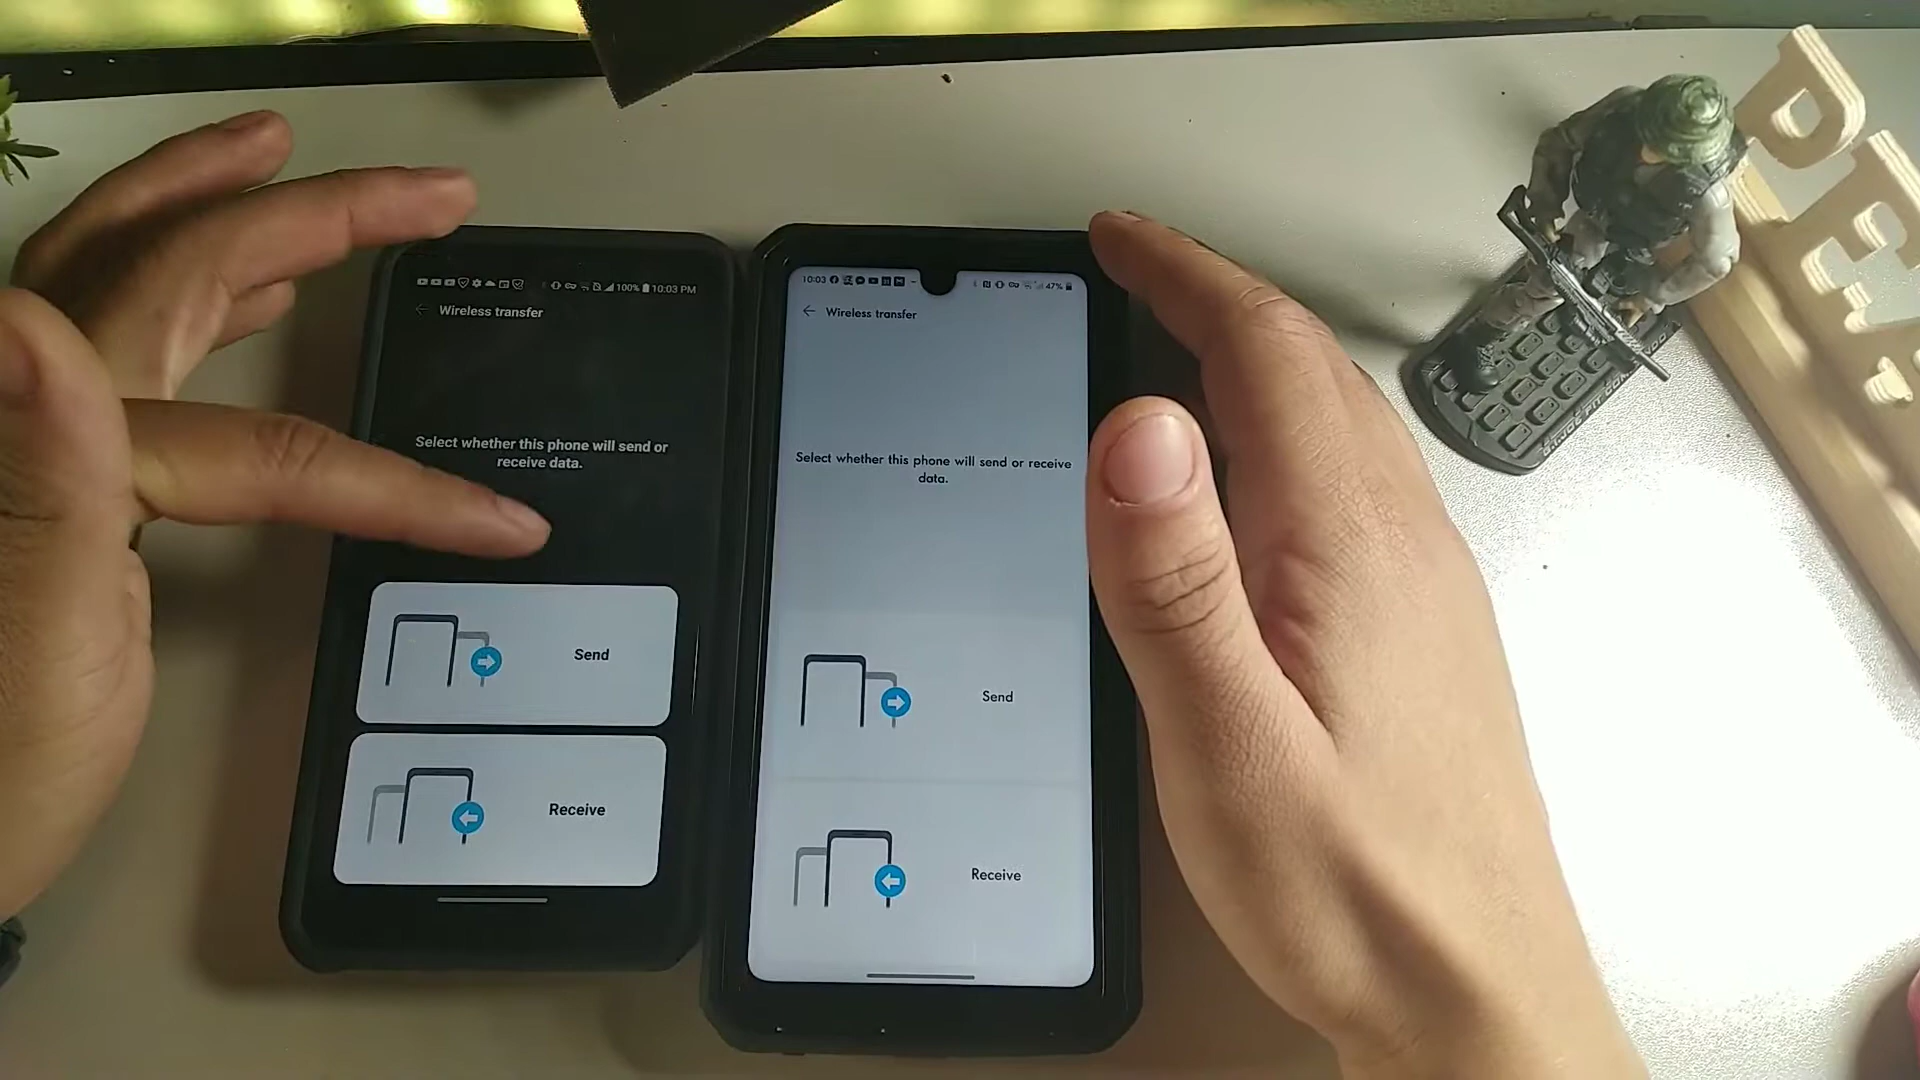 100% 10:03 PM
Wireless transfer
Select whether this phone will send or
receive data.
Send
Receive
10:03
47%
Wireless transfer
Select whether this phone will send or receive
data.
Send
Receive